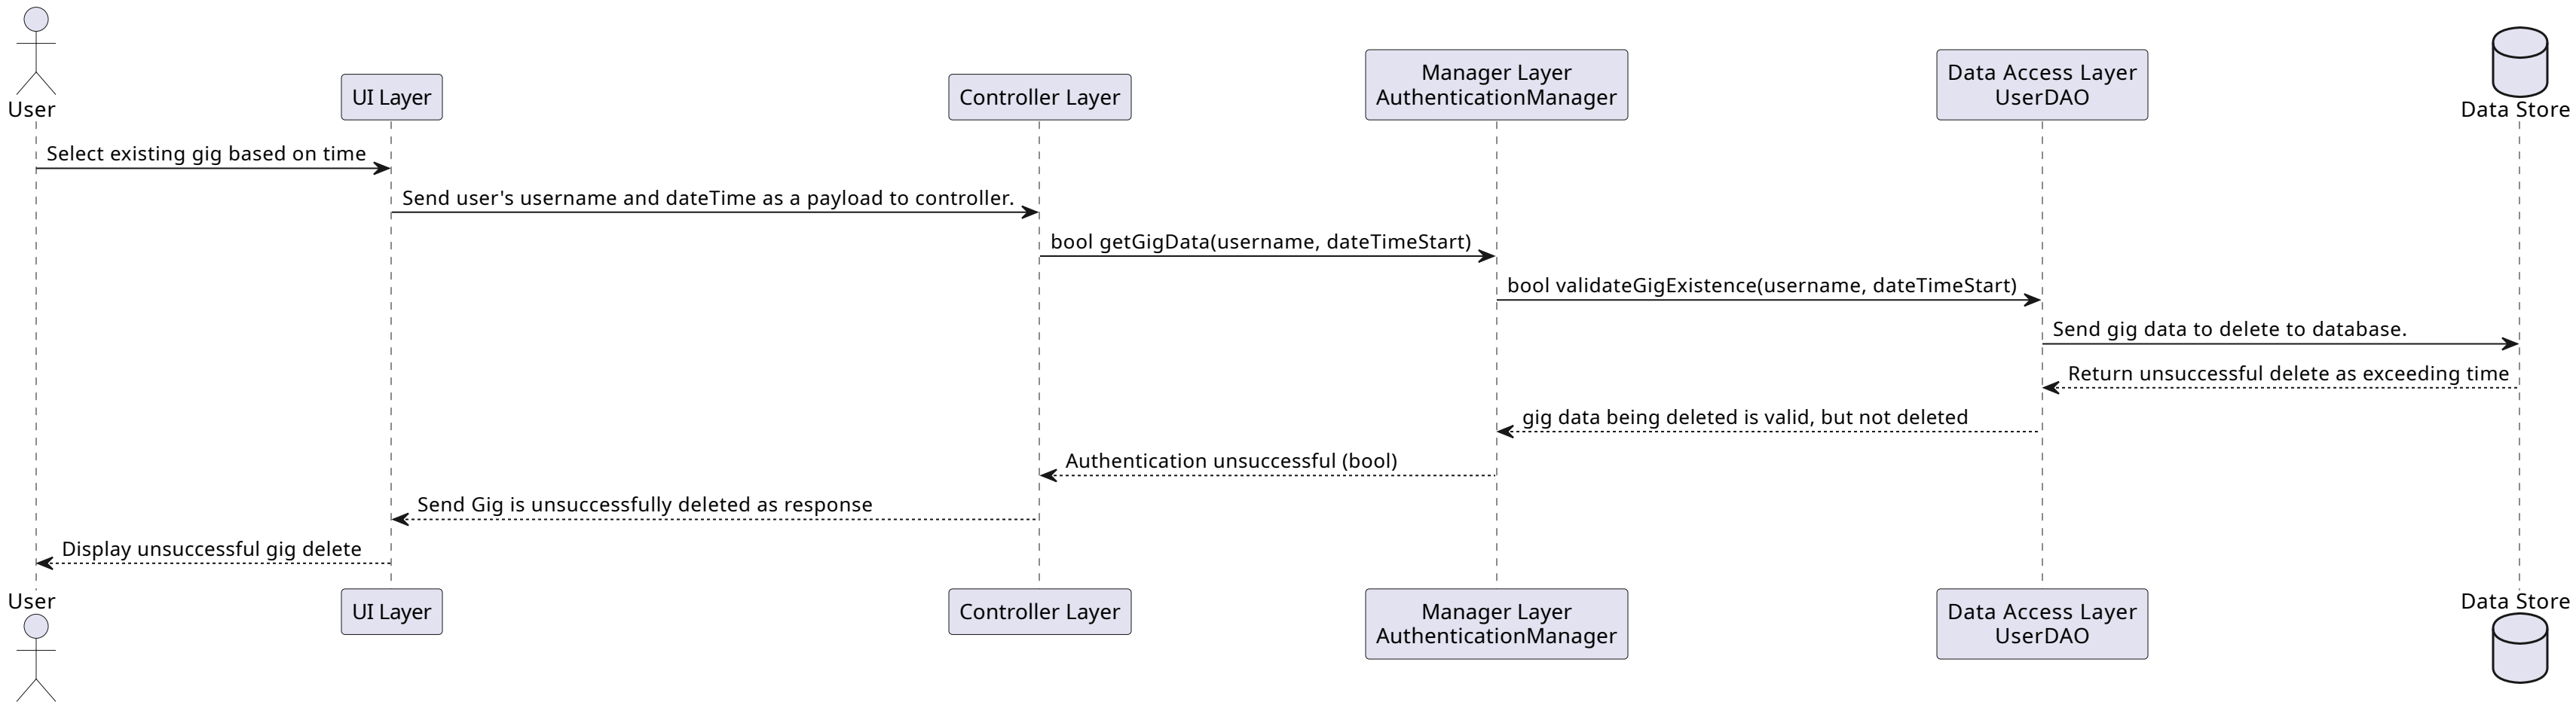 User
UI Layer
Controller Layer
Manager Layer
AuthenticationManager
Data Access Layer
UserDAO
Data Store
Select existing gig based on time
Send user's username and dateTime as a payload to controller.
bool getGigData(username, dateTimeStart)
bool validateGigExistence(username, dateTimeStart)
Send gig data to delete to database.
Return unsuccessful delete as exceeding time
gig data being deleted is valid, but not deleted
Authentication unsuccessful (bool)
Send Gig is unsuccessfully deleted as response
Display unsuccessful gig delete
User
UI Layer
Controller Layer
Manager Layer
AuthenticationManager
Data Access Layer
UserDAO
Data Store